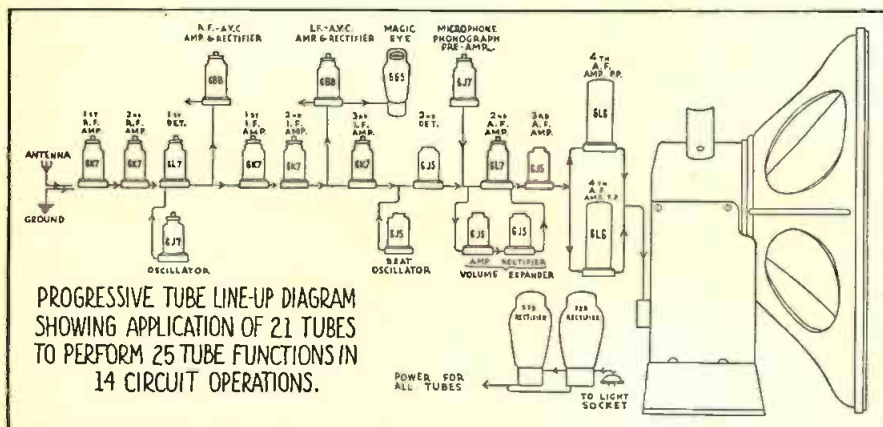 R.F.-A.V.C
AMP & RECTIFIER
6B8
I.F.-A.V.C.
AMP & RECTIFIER
6B8
MAGIC
EYE
6G5
MICROPHONE
PHONOGRAPH
PRE-AMP.
6J7
4TH
A.F.
AMP. P.P.
6L6
1ST
R.F.
AMP.
6K7
2ND
R.F.
AMP.
6K7
1ST
DET.
6L7
1ST
I.F.
AMP.
6K7
2ND
I.F.
AMP.
6K7
3RD
I.F.
AMP.
6K7
2ND
DET.
6J5
2ND
A.F.
AMP.
6L7
3RD
A.F.
AMP.
6J5
ANTENNA
GROUND
6J7
OSCILLATOR
6J5
BEAT
OSCILLATOR
6J5
6J5
AMP RECTIFIER
VOLUME EXPANDER
4TH
A.F.
AMP. P.P.
6L6
PROGRESSIVE TUBE LINE-UP DIAGRAM
SHOWING APPLICATION OF 21 TUBES
TO PERFORM 25 TUBE FUNCTIONS IN
14 CIRCUIT OPERATIONS.
RECTIFIER
RECTIFIER
POWER FOR
ALL TUBES
TO LIGHT
SOCKET